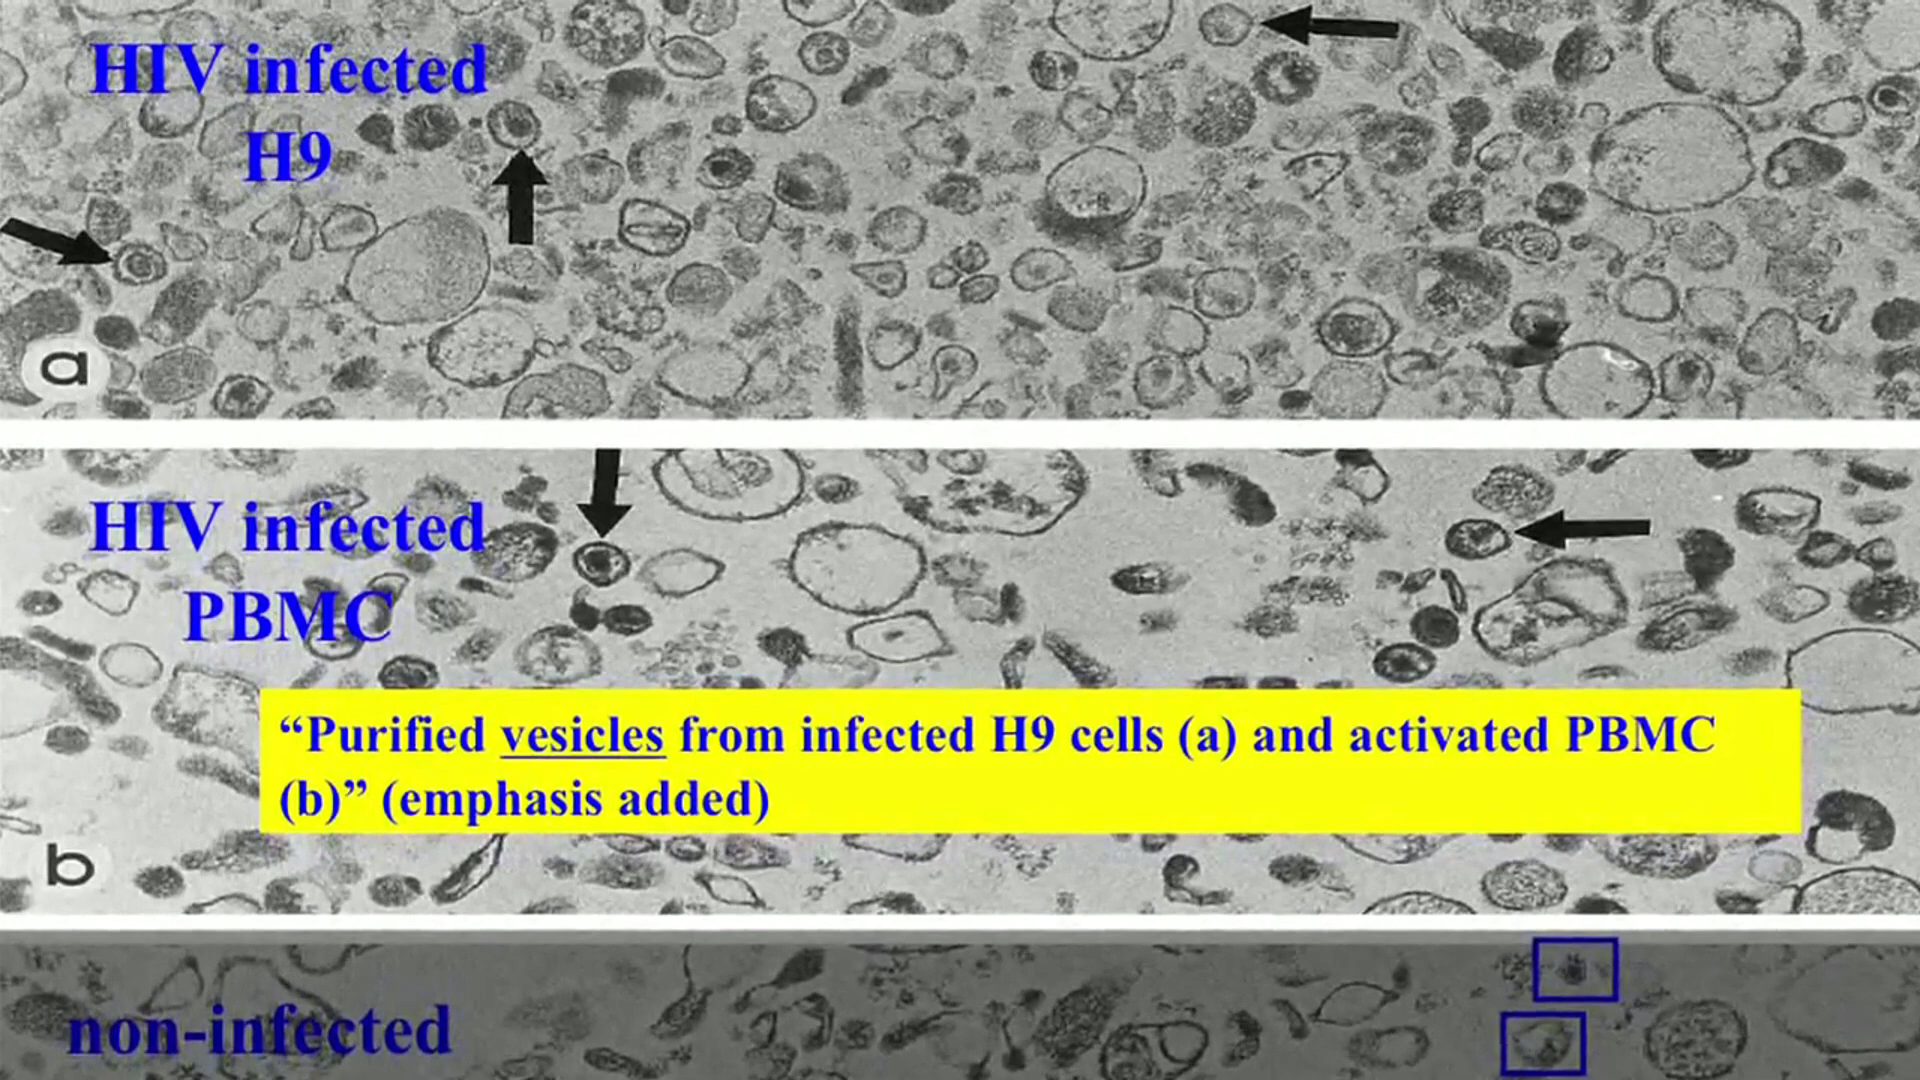 HIV infected
H9
a
HIV infected
PBMC
“Purified vesicles from infected H9 cells (a) and activated PBMC
(b)” (emphasis added)
b
non-infected